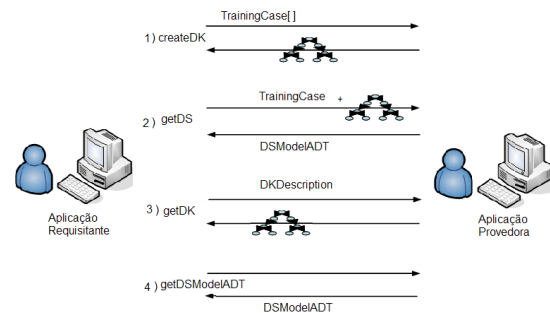 TrainingCase[ ]
1 ) createDK
TrainingCase +
2 ) getDS
DSModelADT
DKDescription
3 ) getDK
4 ) getDSModelADT
DSModelADT
Aplicação
Requisitante
Aplicação
Provedora